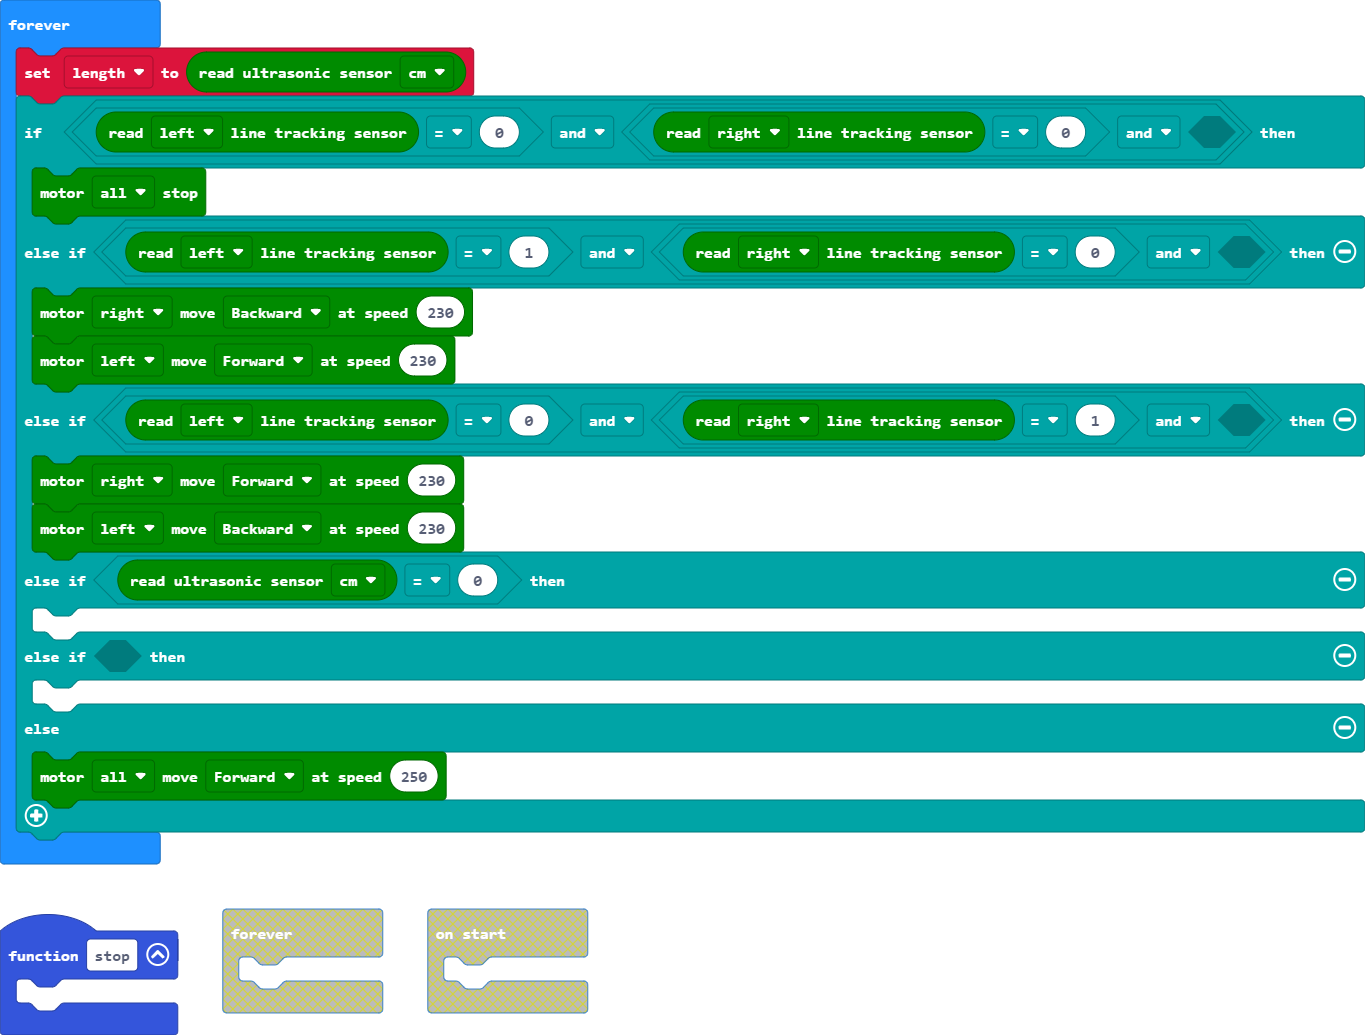 forever
set length to read ultrasonic sensor cm
if read left line tracking sensor = 0 and read right line tracking sensor = 0 and then
motor all stop
else if read left line tracking sensor = 1 and read right line tracking sensor = 0 and then
motor right move Backward at speed 230
motor left move Forward at speed 230
else if read left line tracking sensor = 0 and read right line tracking sensor = 1 and then
motor right move Forward at speed 230
motor left move Backward at speed 230
else if read ultrasonic sensor cm = 0 then
else if then
else
motor all move Forward at speed 250
function stop
forever
on start